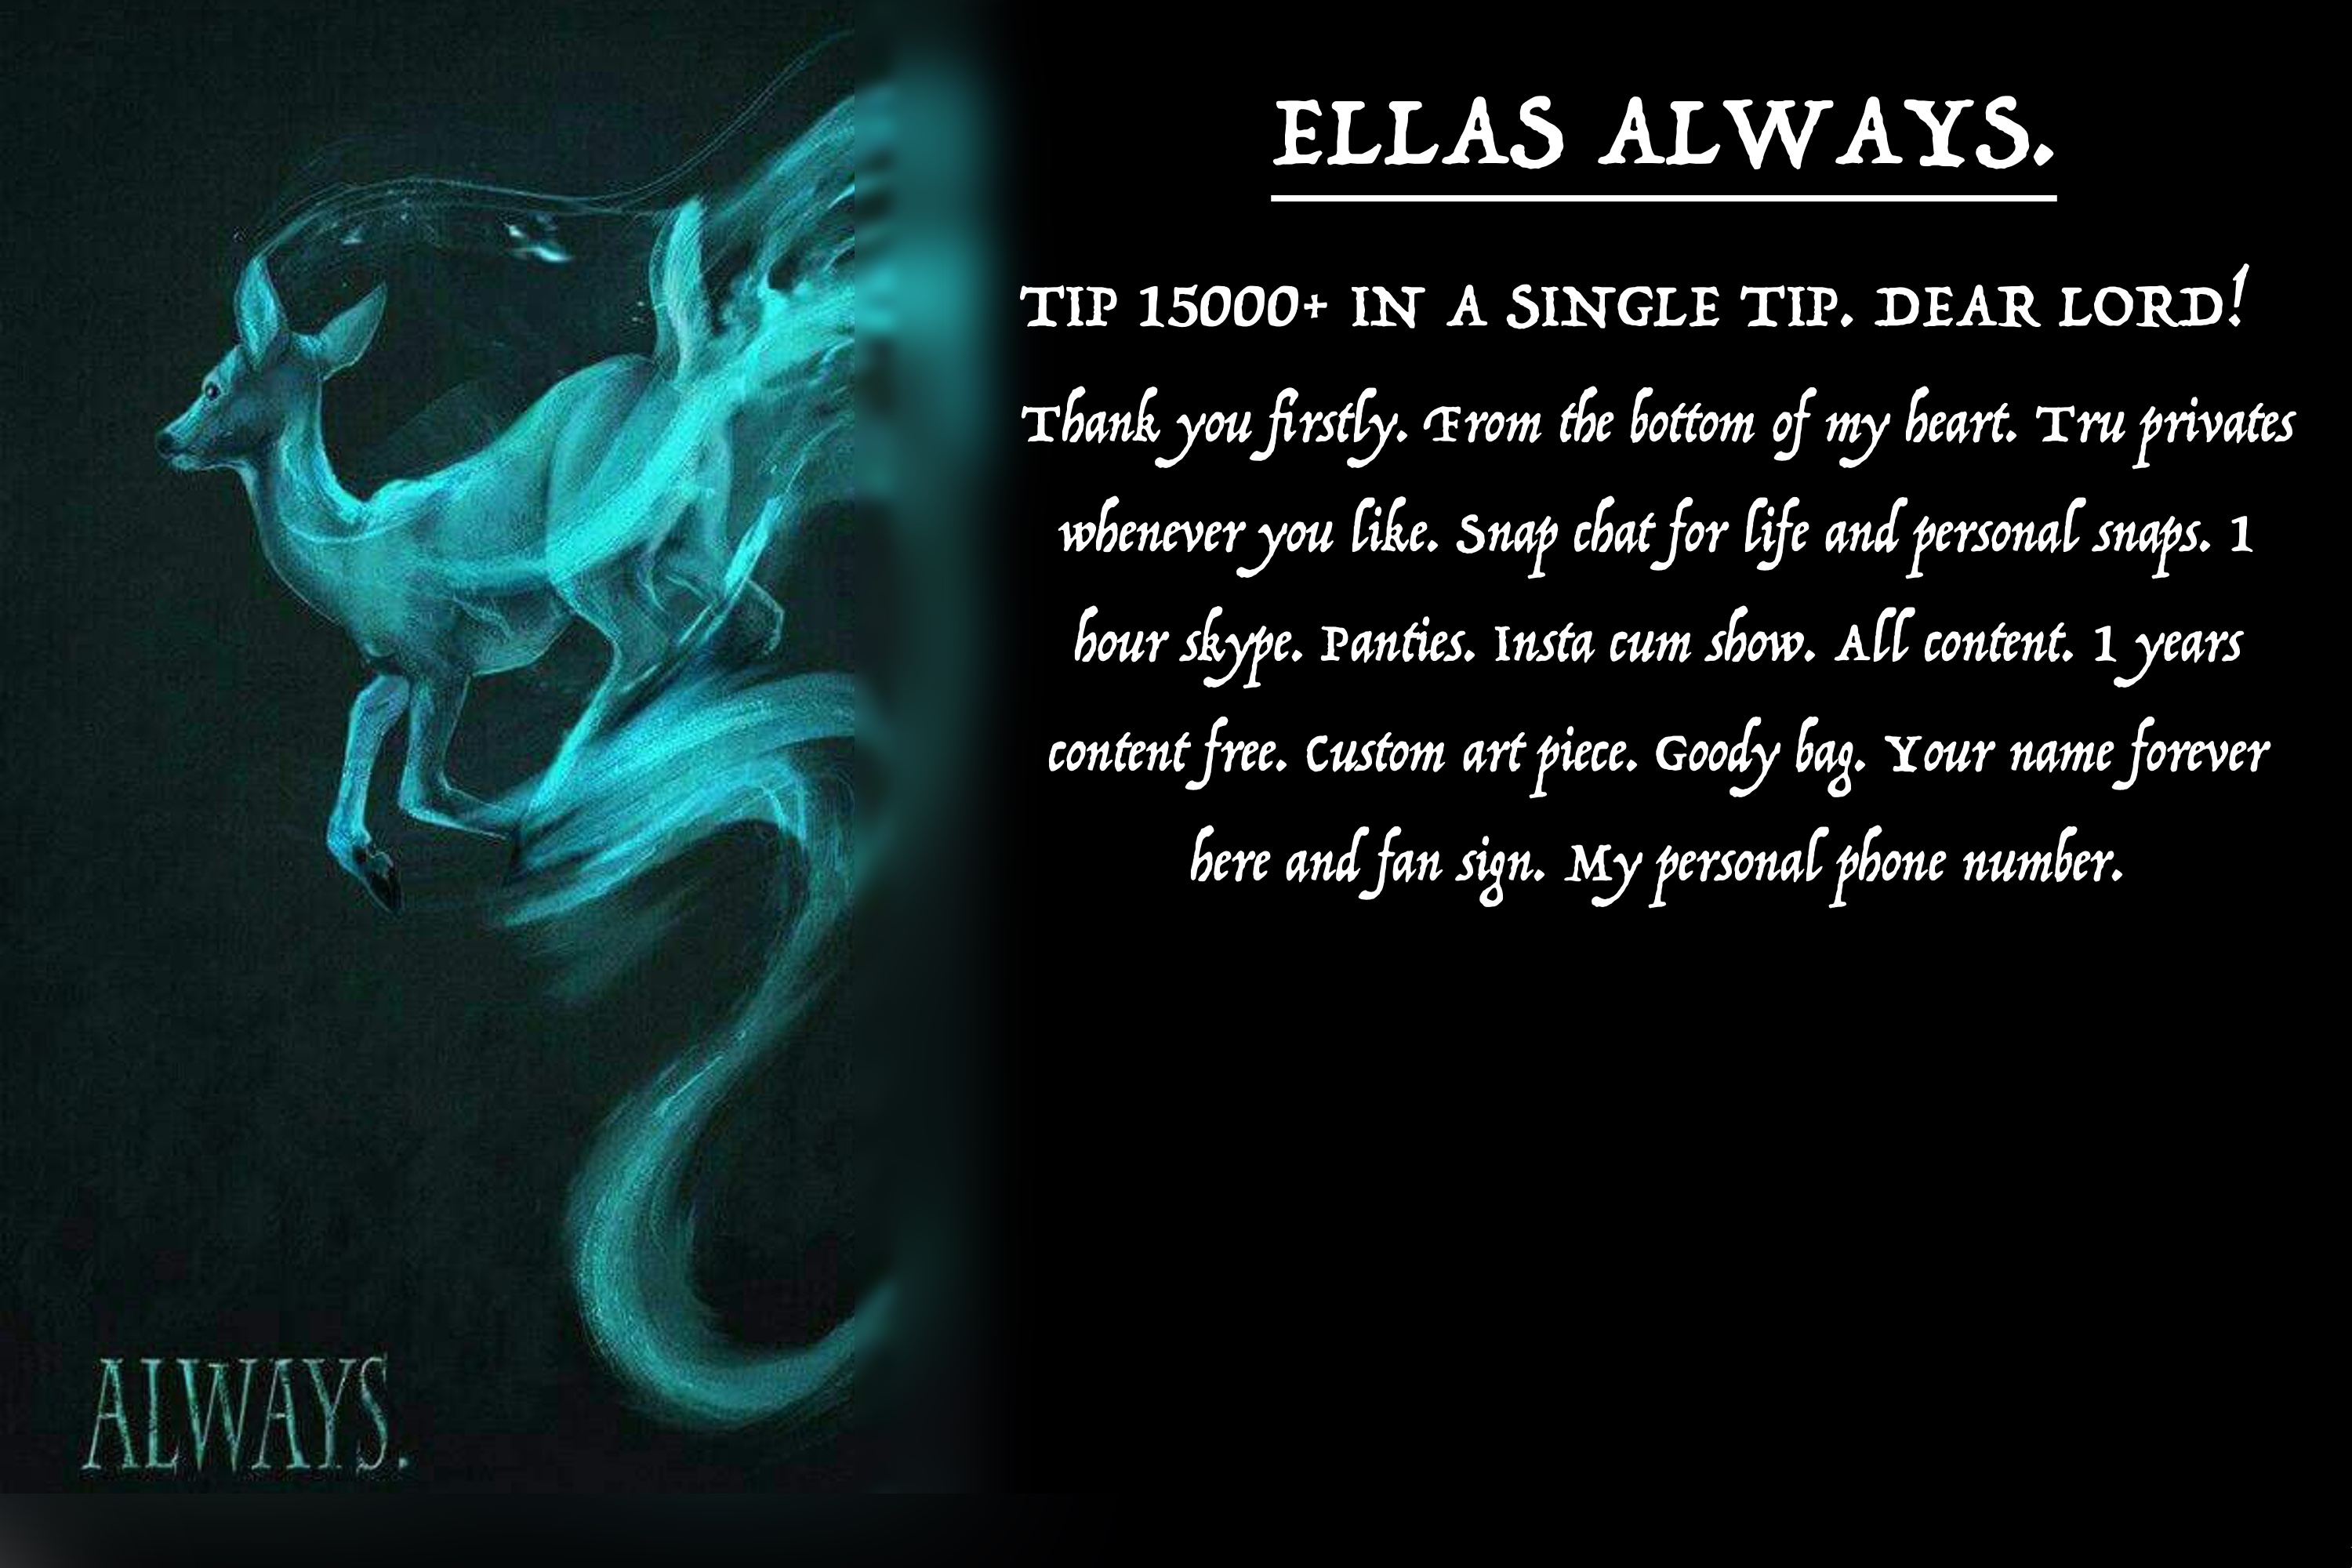 ELLAS ALWAYS.
TIP 15000+ IN A SINGLE TIP. DEAR LORD!
Thank you firstly. From the bottom of my heart. Tru privates
whenever you like. Snap chat for life and personal snaps. 1
hour skype. Panties. Insta cum show. All content. 1 years
content free. Custom art piece. Goody bag. Your name forever
here and fan sign. My personal phone number.
ALWAYS.